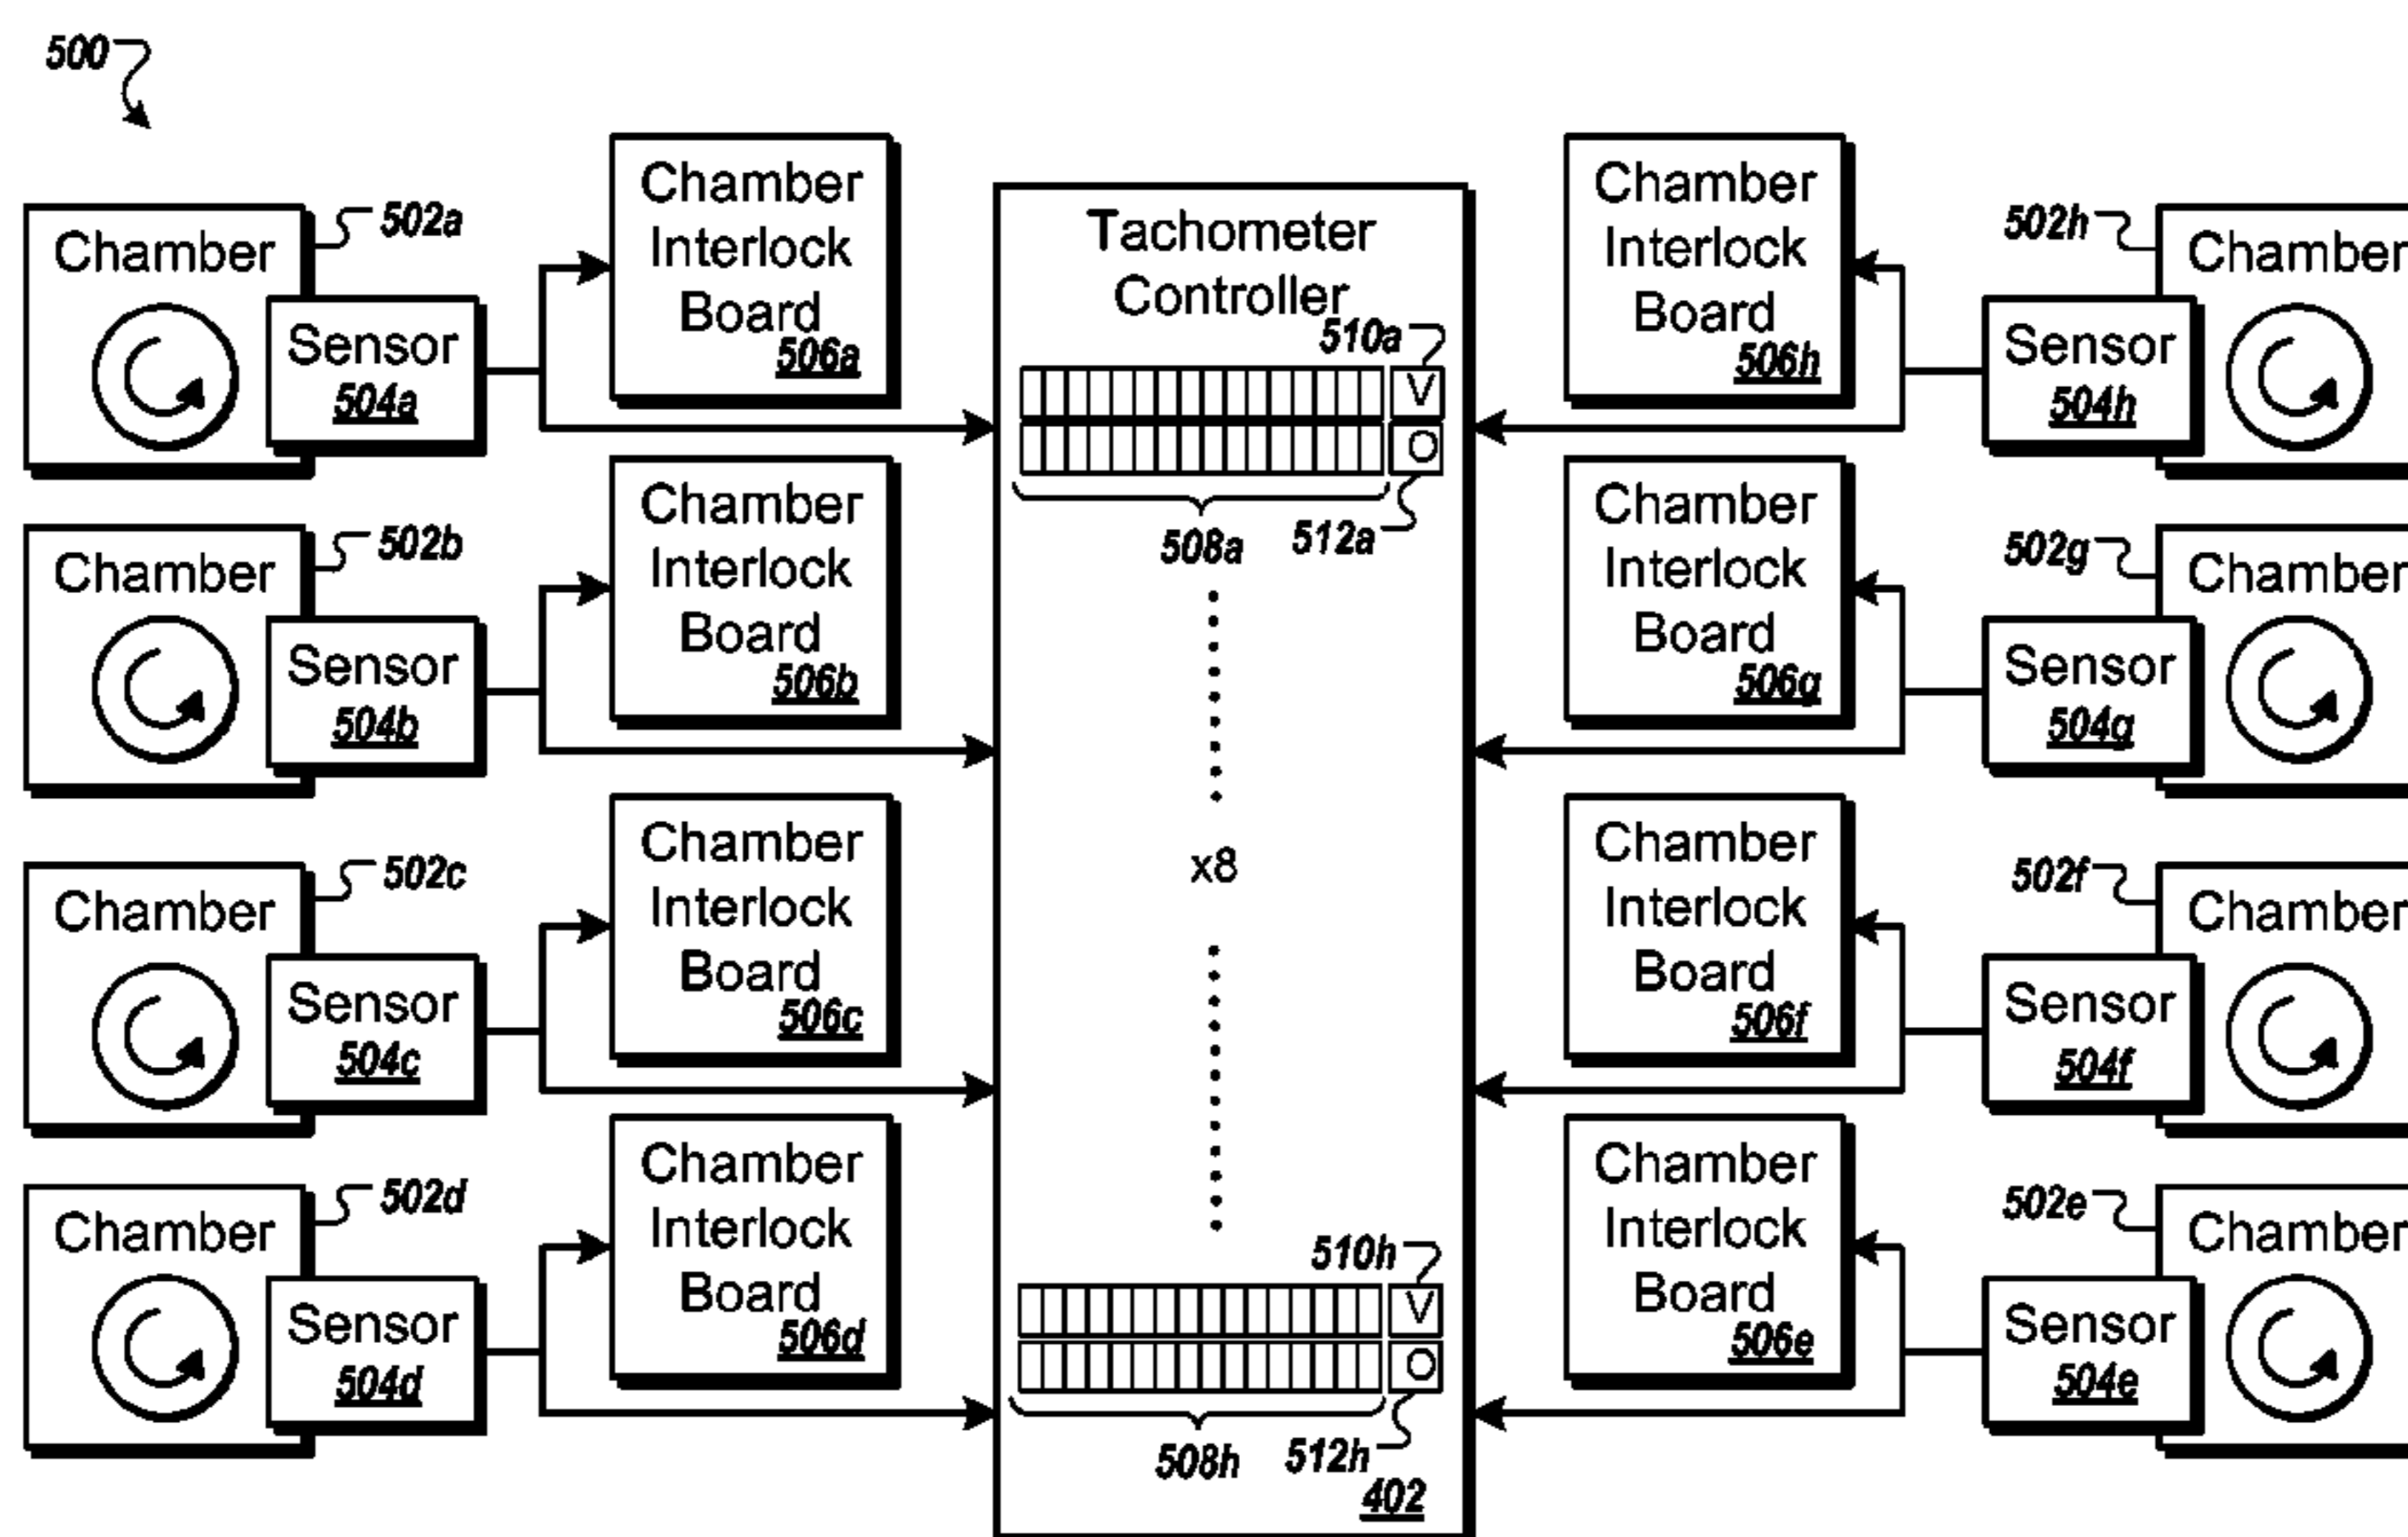 500
Chamber
502a
Sensor
504a
Chamber
Interlock
Board
506a
Chamber
502b
Sensor
504b
Chamber
Interlock
Board
506b
Chamber
502c
Sensor
504c
Chamber
Interlock
Board
506c
Chamber
502d
Sensor
504d
Chamber
Interlock
Board
506d
Tachometer
Controller
510a
V
O
508a
512a
x8
510h
V
O
508h
512h
402
Chamber
Interlock
Board
506h
502h
Chamber
Sensor
504h
Chamber
Interlock
Board
506g
502g
Chamber
Sensor
504g
Chamber
Interlock
Board
506f
502f
Chamber
Sensor
504f
Chamber
Interlock
Board
506e
502e
Chamber
Sensor
504e